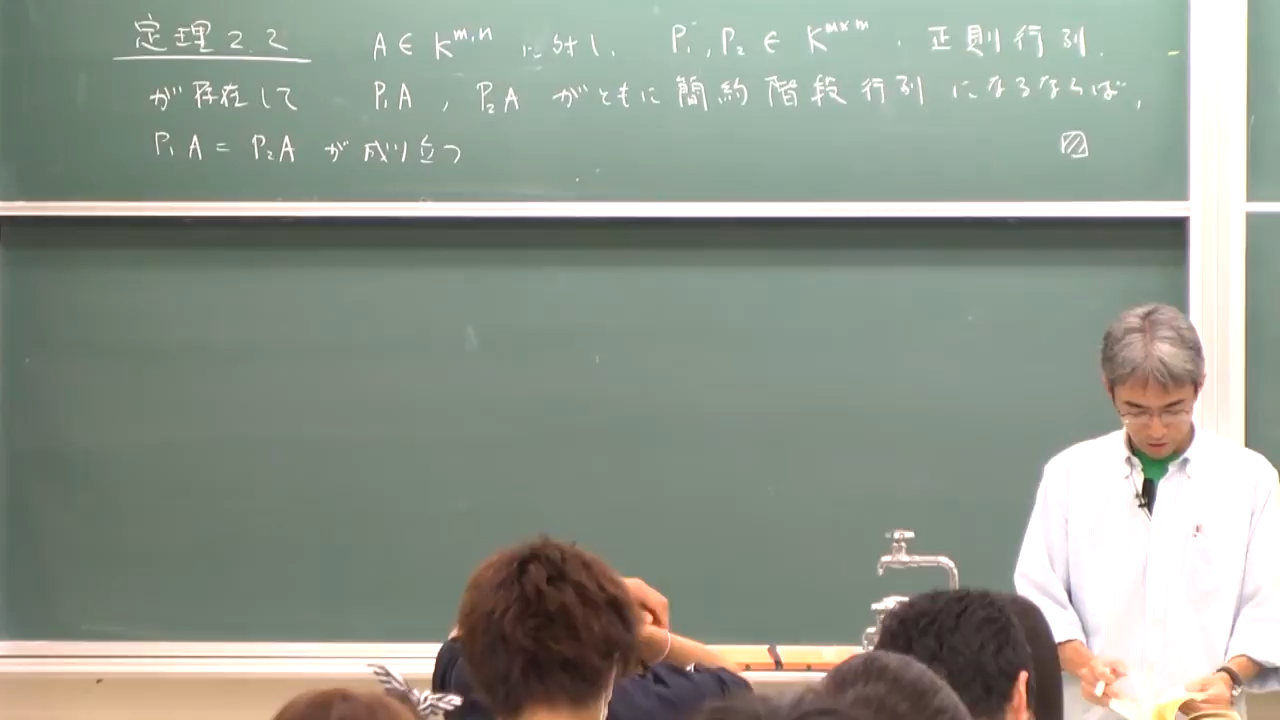 定理2.2 A ∈ K^{m,n} に対し、 P₁, P₂ ∈ K^{m×m}. 正則行列.
が存在して P₁A, P₂A がともに簡約階段行列になるならば,
P₁A = P₂A が成り立つ